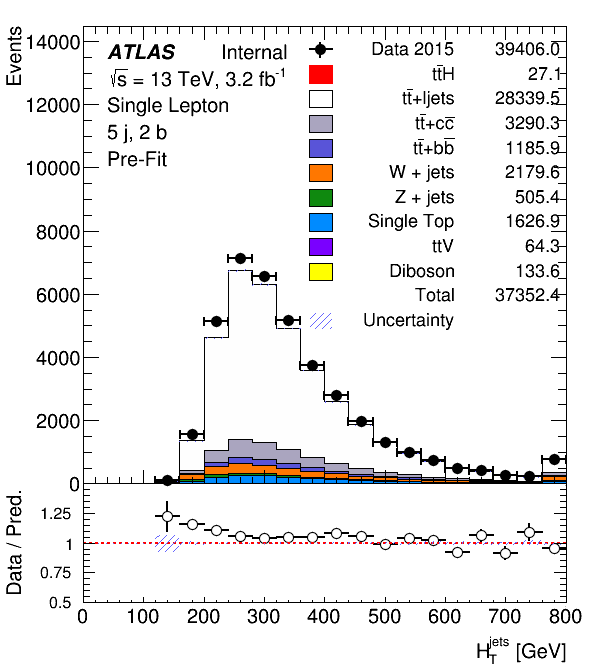 Events
14000
12000
10000
8000
6000
4000
2000
0
ATLAS Internal
√s = 13 TeV, 3.2 fb⁻¹
Single Lepton
5 j, 2 b
Pre-Fit
Data 2015 39406.0
tt̄H 27.1
tt̄+ljets 28339.5
tt̄+cc̄ 3290.3
tt̄+bb̄ 1185.9
W + jets 2179.6
Z + jets 505.4
Single Top 1626.9
ttV 64.3
Diboson 133.6
Total 37352.4
Uncertainty
Data / Pred.
1.25
1
0.75
0.5
0 100 200 300 400 500 600 700 800
H_T^jets [GeV]